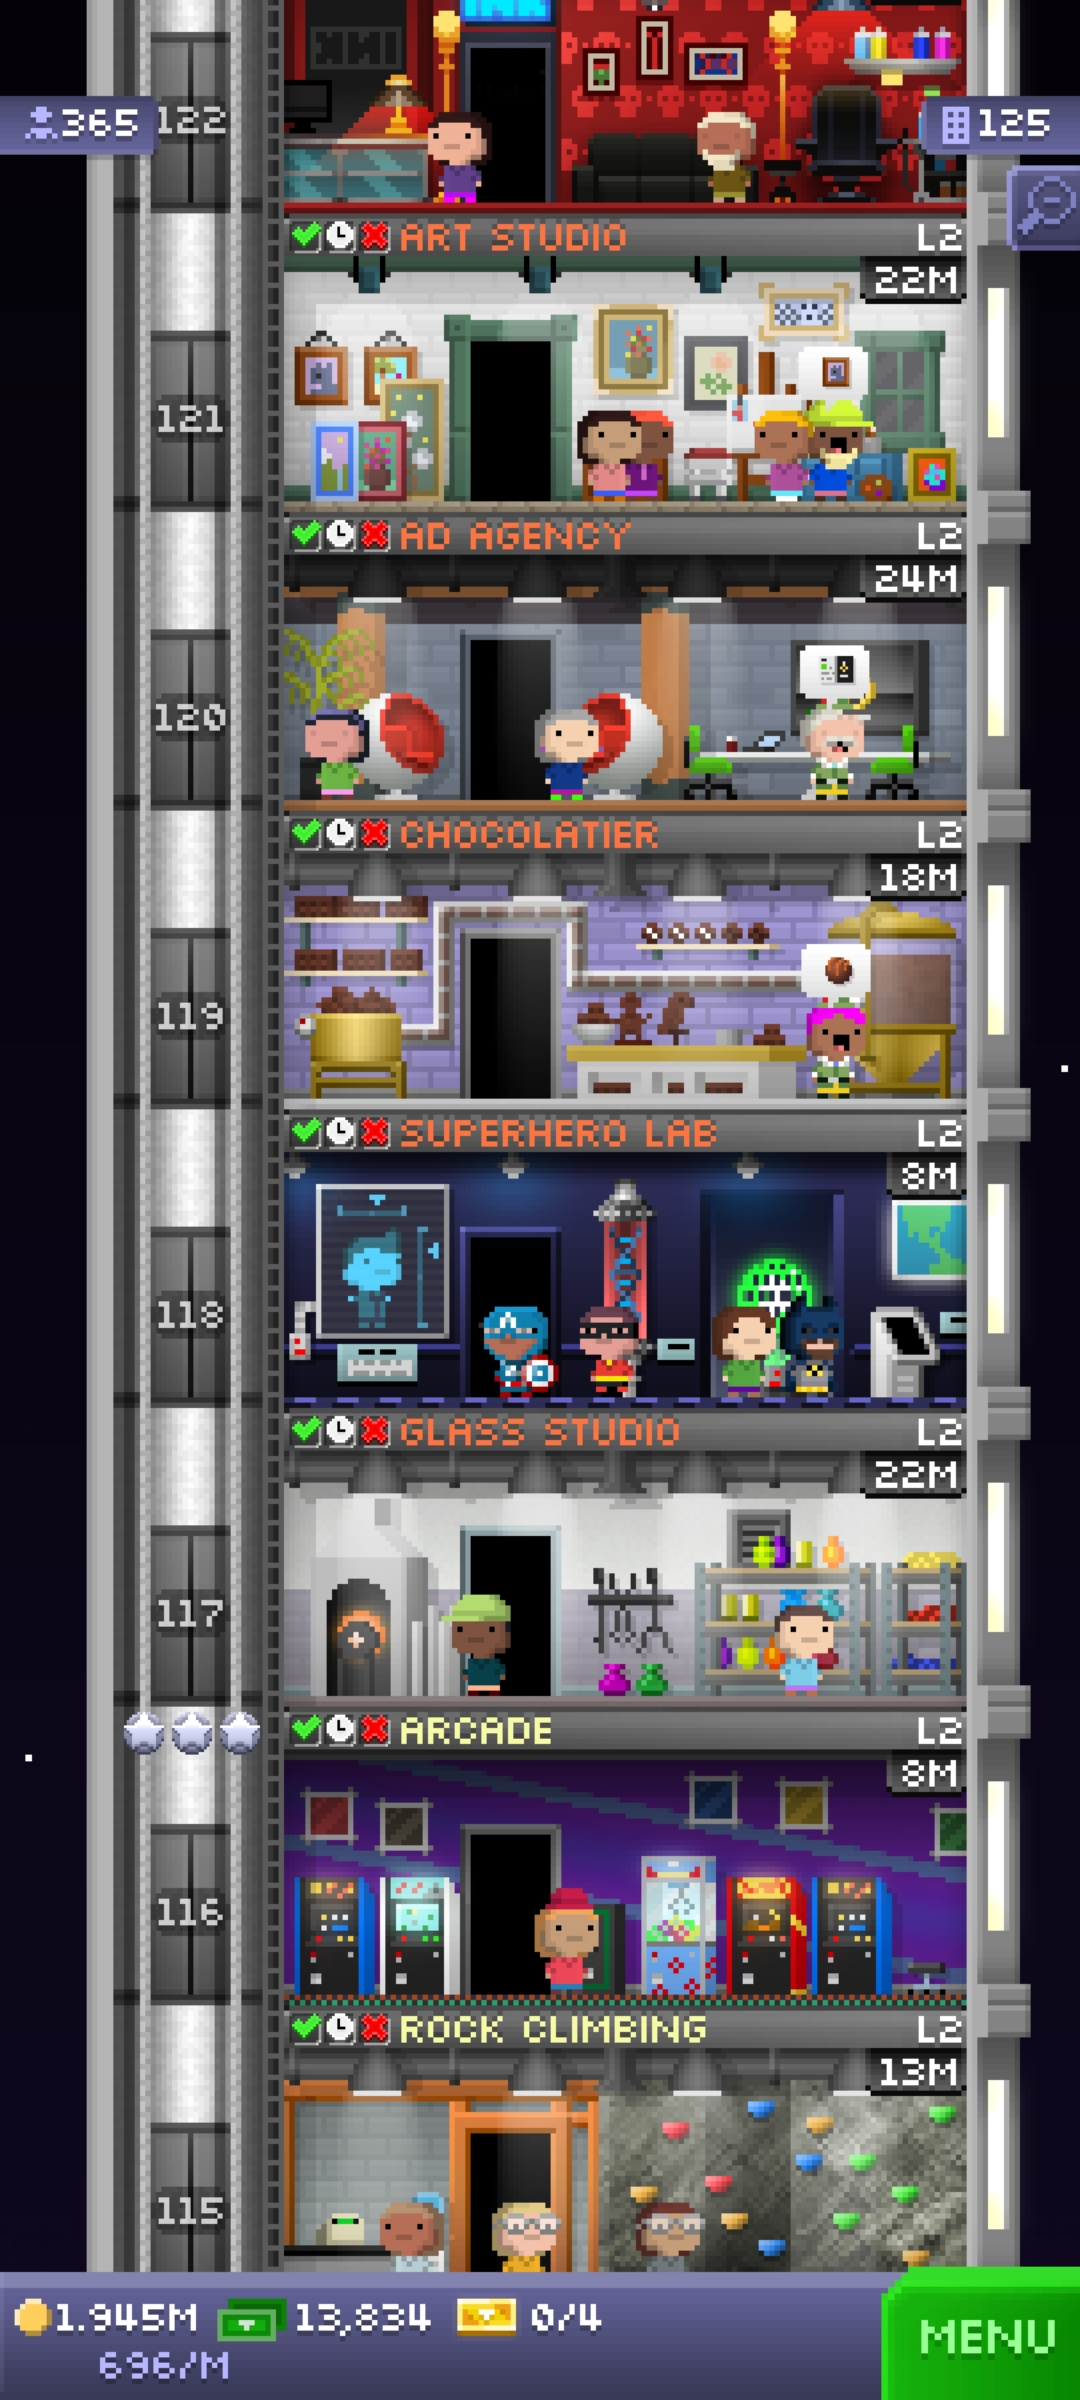 INK
122
365
125
ART STUDIO L2
22M
121
AD AGENCY L2
24M
120
CHOCOLATIER L2
18M
119
SUPERHERO LAB L2
8M
118
GLASS STUDIO L2
22M
117
ARCADE L2
8M
116
ROCK CLIMBING L2
13M
115
1.945M 13,834 0/4
696/M
MENU